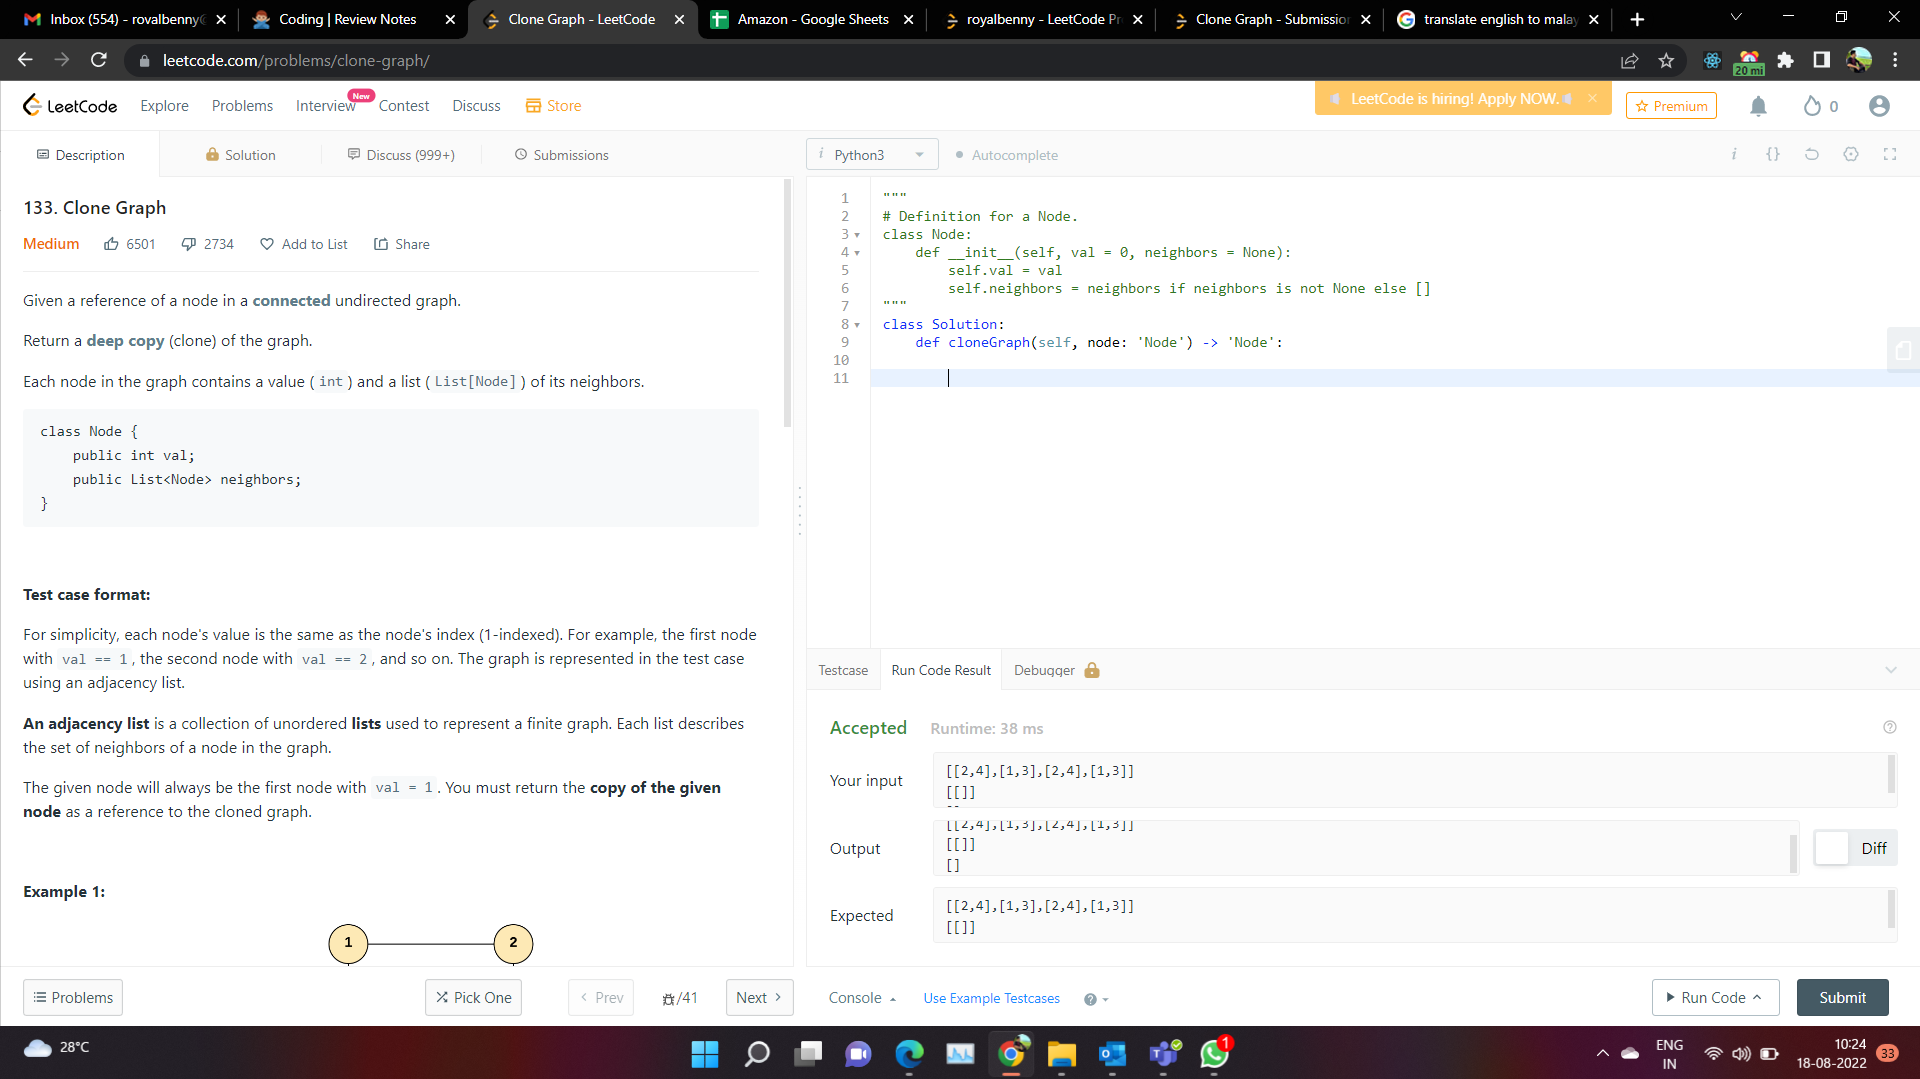 Inbox (554) - rovalbenny@
Coding | Review Notes
Clone Graph - LeetCode
Amazon - Google Sheets
royalbenny - LeetCode Pr
Clone Graph - Submission
translate english to malay
leetcode.com/problems/clone-graph/
20 mi
LeetCode
Explore
Problems
Interview
New
Contest
Discuss
Store
LeetCode is hiring! Apply NOW.
Premium
0
Description
Solution
Discuss (999+)
Submissions
Python3
Autocomplete
133. Clone Graph
Medium
6501
2734
Add to List
Share
Given a reference of a node in a connected undirected graph.
Return a deep copy (clone) of the graph.
Each node in the graph contains a value (int) and a list (List[Node]) of its neighbors.
class Node {
    public int val;
    public List<Node> neighbors;
}
Test case format:
For simplicity, each node's value is the same as the node's index (1-indexed). For example, the first node
with val == 1, the second node with val == 2, and so on. The graph is represented in the test case
using an adjacency list.
An adjacency list is a collection of unordered lists used to represent a finite graph. Each list describes
the set of neighbors of a node in the graph.
The given node will always be the first node with val = 1. You must return the copy of the given
node as a reference to the cloned graph.
Example 1:
1
2
1 """
2 # Definition for a Node.
3 class Node:
4     def __init__(self, val = 0, neighbors = None):
5         self.val = val
6         self.neighbors = neighbors if neighbors is not None else []
7 """
8 class Solution:
9     def cloneGraph(self, node: 'Node') -> 'Node':
10
11
Testcase
Run Code Result
Debugger
Accepted
Runtime: 38 ms
Your input
[[2,4],[1,3],[2,4],[1,3]]
[[]]
Output
[[2,4],[1,3],[2,4],[1,3]]
[[]]
[]
Diff
Expected
[[2,4],[1,3],[2,4],[1,3]]
[[]]
Problems
Pick One
Prev
/41
Next
Console
Use Example Testcases
Run Code
Submit
28°C
1
ENG
IN
10:24
18-08-2022
33